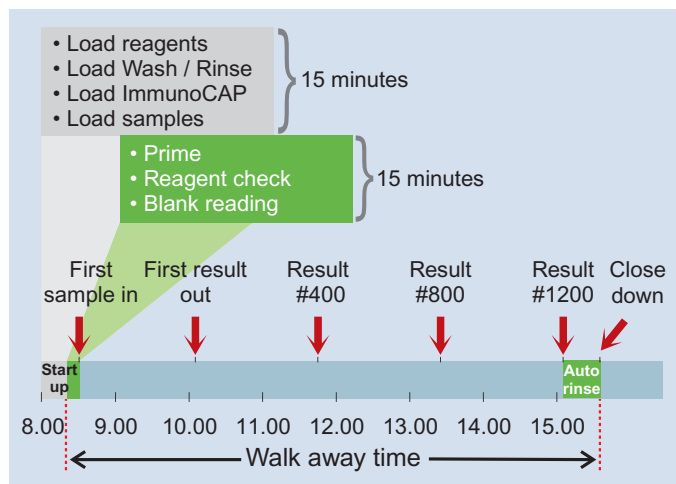 • Load reagents
• Load Wash / Rinse
• Load ImmunoCAP
• Load samples
15 minutes
• Prime
• Reagent check
• Blank reading
15 minutes
First
sample in
First result
out
Result
#400
Result
#800
Result
#1200
Close
down
Start
up
Auto
rinse
8.00 9.00 10.00 11.00 12.00 13.00 14.00 15.00
Walk away time